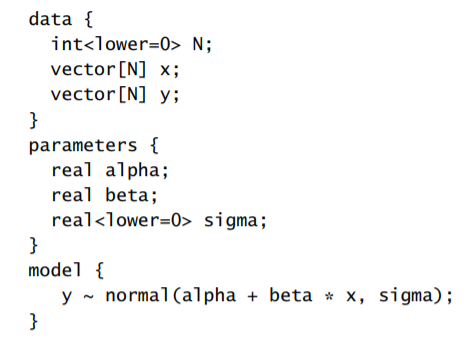 data {
  int<lower=0> N;
  vector[N] x;
  vector[N] y;
}
parameters {
  real alpha;
  real beta;
  real<lower=0> sigma;
}
model {
  y ~ normal(alpha + beta * x, sigma);
}